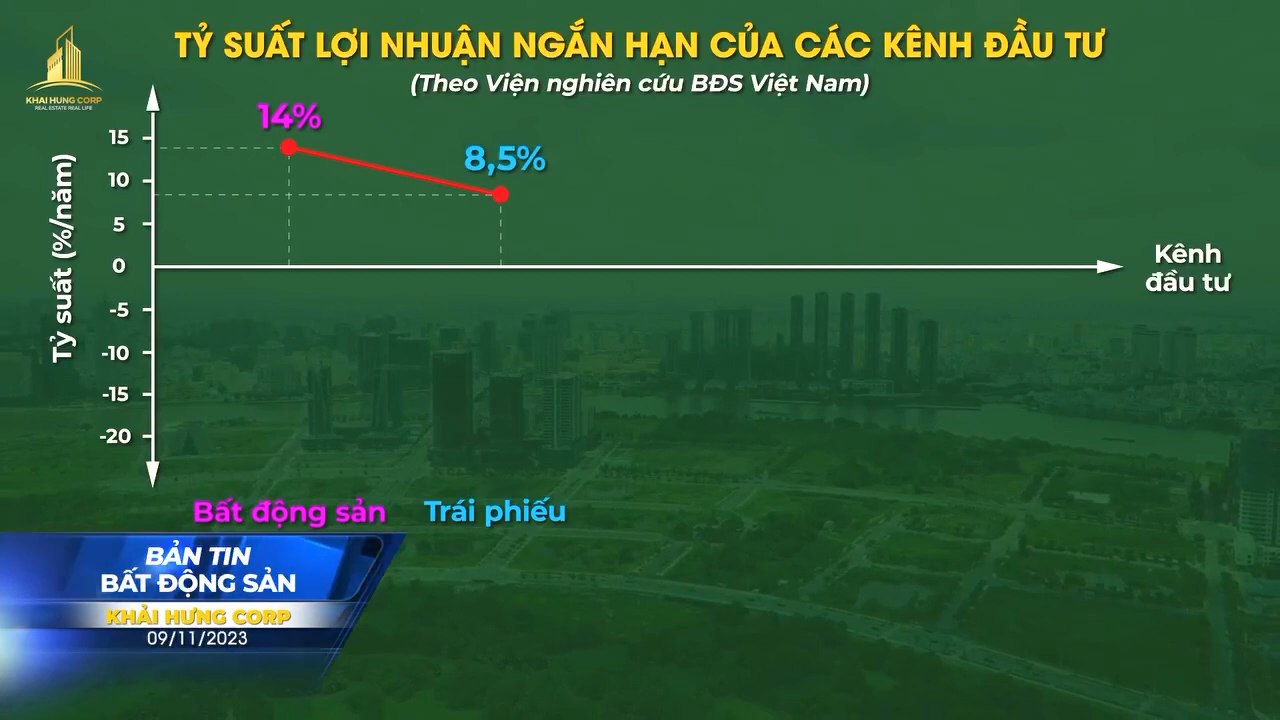 TỶ SUẤT LỢI NHUẬN NGẮN HẠN CỦA CÁC KÊNH ĐẦU TƯ
(Theo Viện nghiên cứu BĐS Việt Nam)
KHAI HUNG CORP
REAL ESTATE REAL LIFE
14%
8,5%
Tỷ suất (%/năm)
15
10
5
0
-5
-10
-15
-20
Kênh
đầu tư
Bất động sản
Trái phiếu
BẢN TIN
BẤT ĐỘNG SẢN
KHẢI HƯNG CORP
09/11/2023